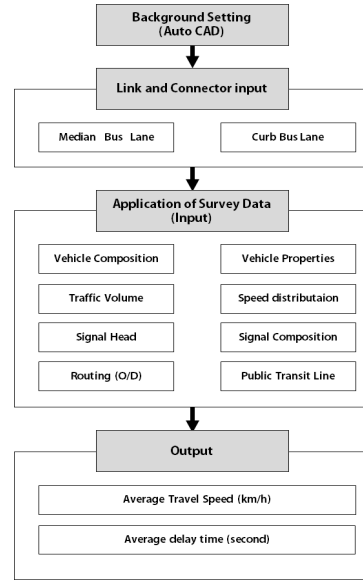 Background Setting
(Auto CAD)
Link and Connector input
Median Bus Lane
Curb Bus Lane
Application of Survey Data
(Input)
Vehicle Composition
Vehicle Properties
Traffic Volume
Speed distributaion
Signal Head
Signal Composition
Routing (O/D)
Public Transit Line
Output
Average Travel Speed (km/h)
Average delay time (second)